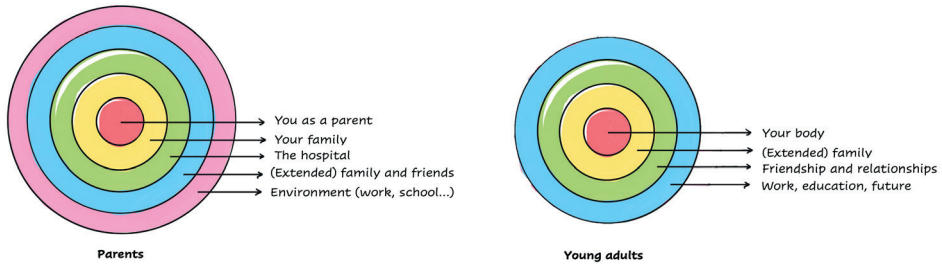 You as a parent
Your family
The hospital
(Extended) family and friends
Environment (work, school...)
Parents
Your body
(Extended) family
Friendship and relationships
Work, education, future
Young adults